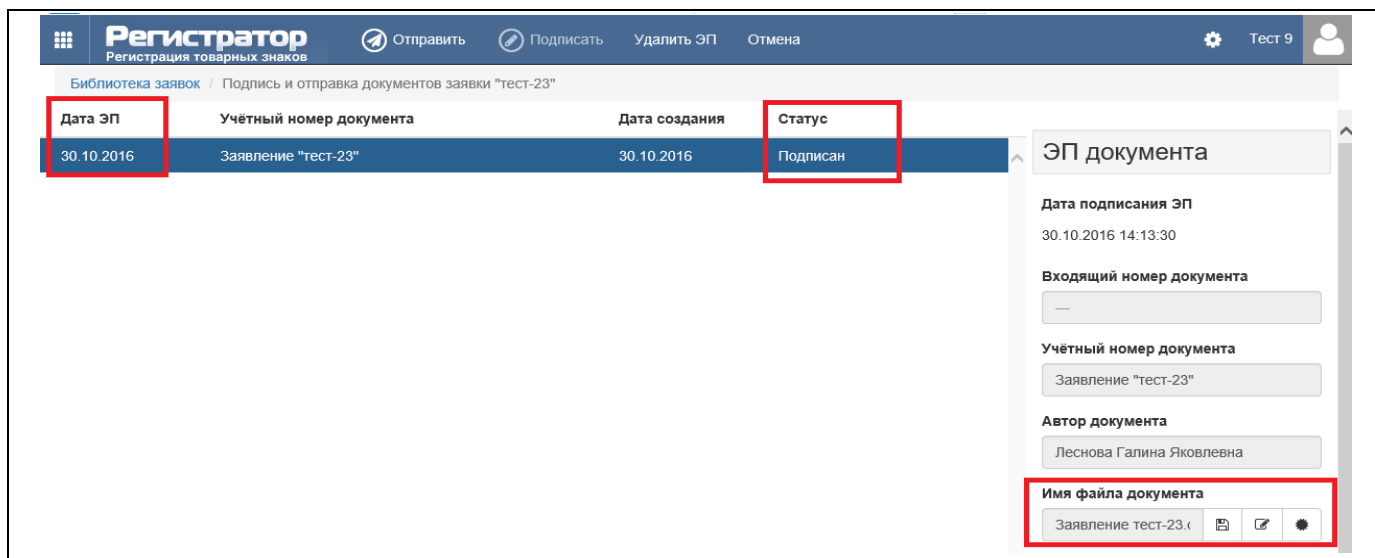 Регистратор
Регистрация товарных знаков
Отправить Подписать Удалить ЭП Отмена Тест 9
Библиотека заявок / Подпись и отправка документов заявки "тест-23"
Дата ЭП Учётный номер документа Дата создания Статус
30.10.2016 Заявление "тест-23" 30.10.2016 Подписан
ЭП документа
Дата подписания ЭП
30.10.2016 14:13:30
Входящий номер документа
—
Учётный номер документа
Заявление "тест-23"
Автор документа
Леснова Галина Яковлевна
Имя файла документа
Заявление тест-23.